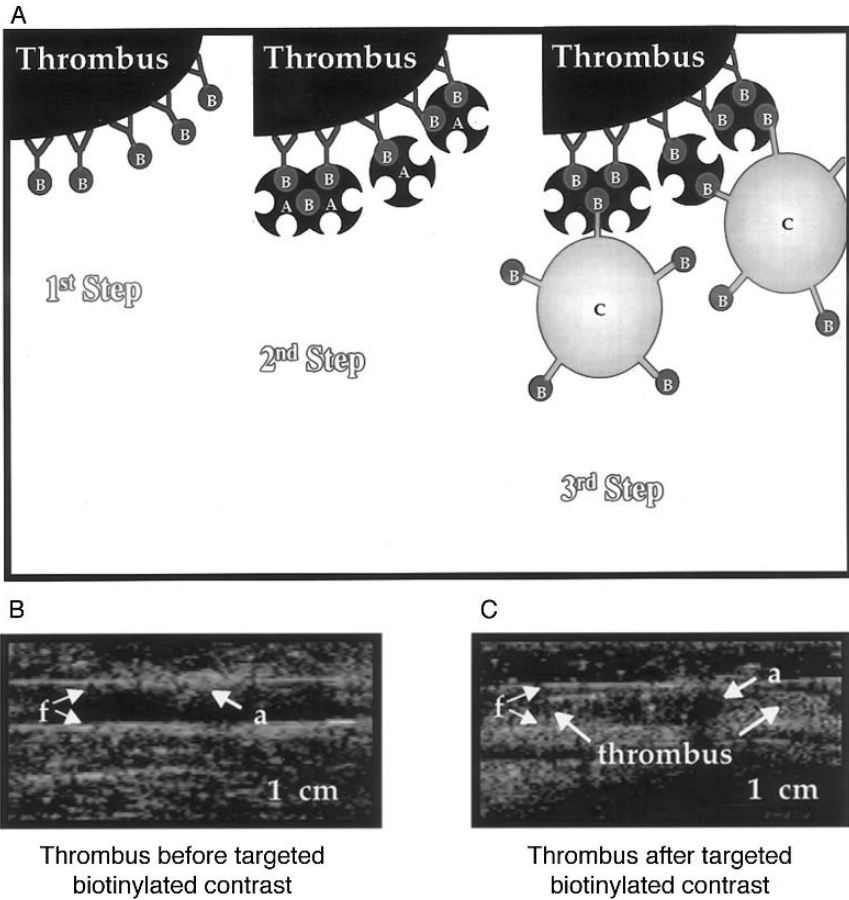 A
Thrombus
Thrombus
Thrombus
B
B
B
B
B
B
B
A
B
A
B
B
A
B
B
B
A
B
B
B
B
B
B
B
C
B
B
B
B
C
B
B
B
1st Step
2nd Step
3rd Step
B
f
a
1 cm
Thrombus before targeted
biotinylated contrast
C
f
a
thrombus
1 cm
Thrombus after targeted
biotinylated contrast